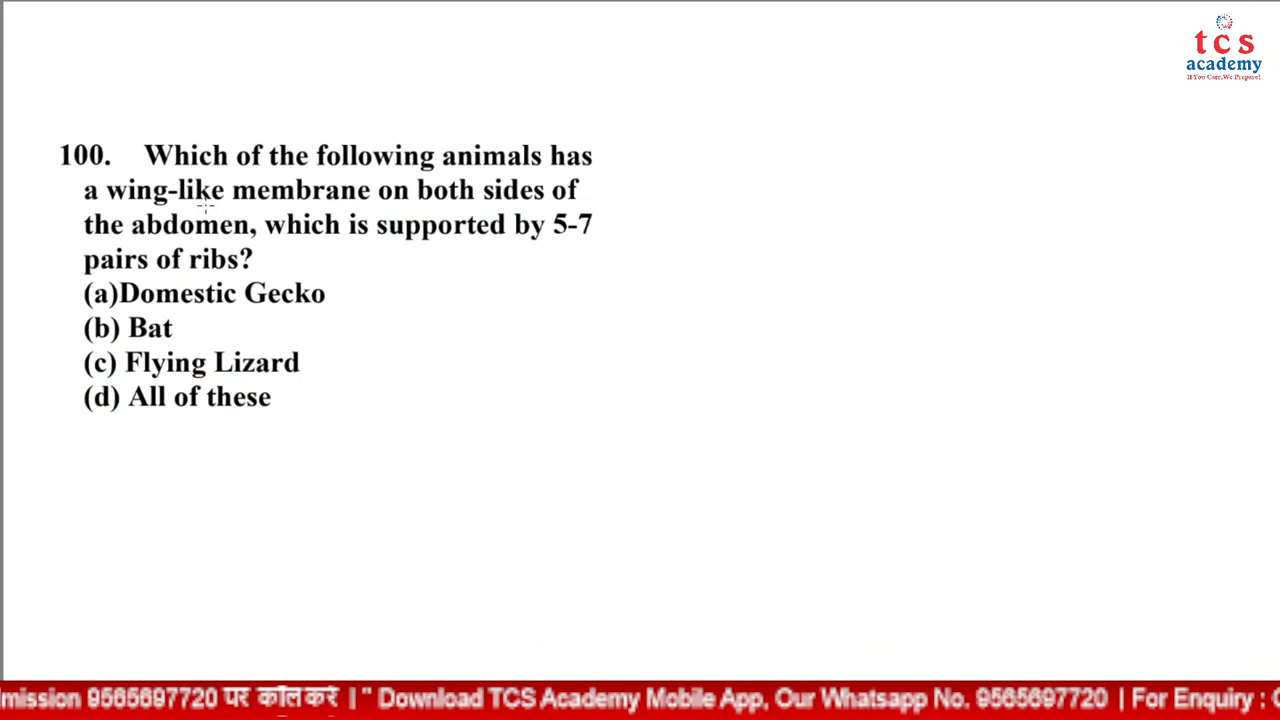 tcs
academy
If You Care,We Prepare!
100. Which of the following animals has
a wing-like membrane on both sides of
the abdomen, which is supported by 5-7
pairs of ribs?
(a)Domestic Gecko
(b) Bat
(c) Flying Lizard
(d) All of these
mission 9565697720 पर कॉल करें | " Download TCS Academy Mobile App, Our Whatsapp No. 9565697720 | For Enquiry :